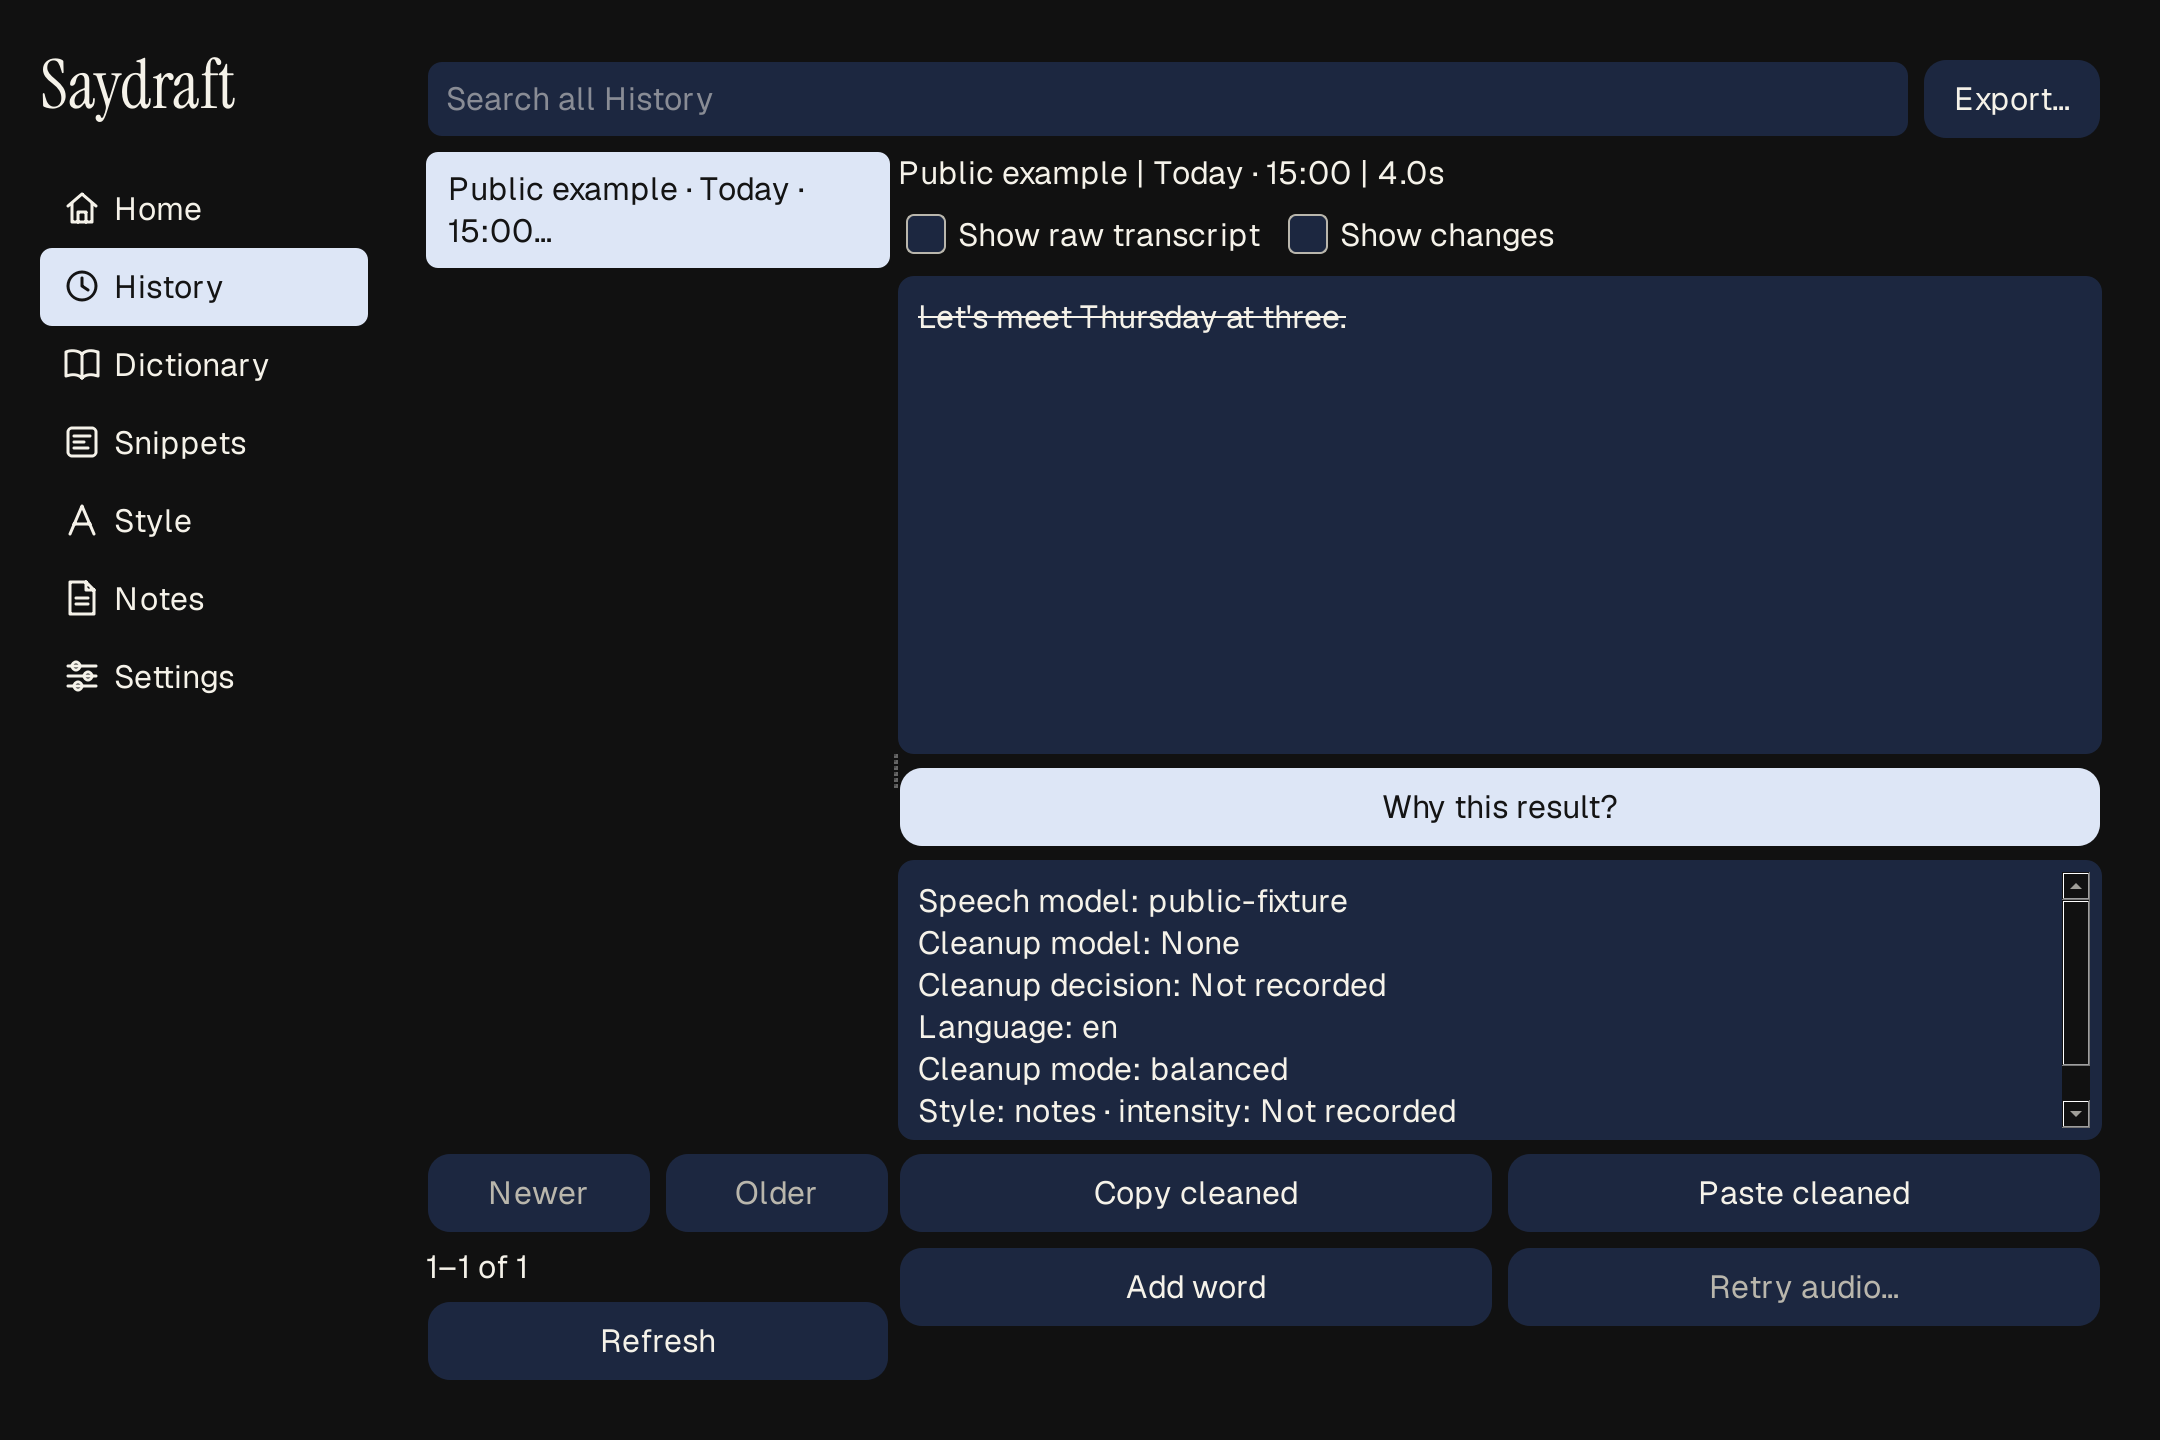 Saydraft
Search all History
Export...
Home
History
Dictionary
Snippets
Style
Notes
Settings
Public example · Today ·
15:00...
Public example | Today · 15:00 | 4.0s
Show raw transcript
Show changes
Let's meet Thursday at three.
Why this result?
Speech model: public-fixture
Cleanup model: None
Cleanup decision: Not recorded
Language: en
Cleanup mode: balanced
Style: notes · intensity: Not recorded
Newer
Older
Copy cleaned
Paste cleaned
1–1 of 1
Add word
Retry audio...
Refresh